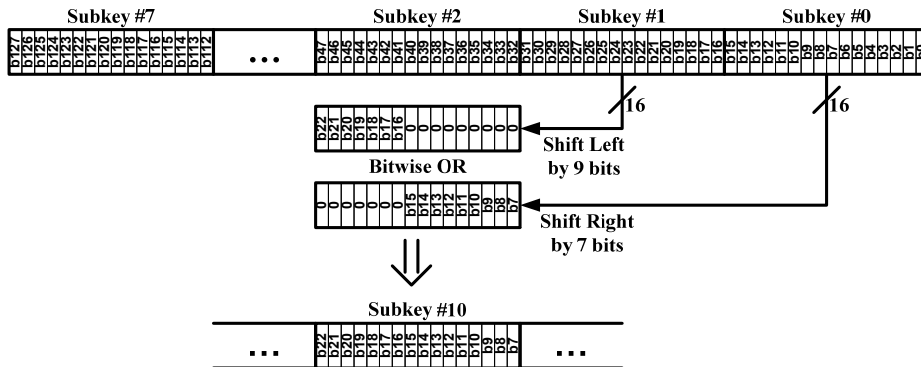 Subkey #7 Subkey #2 Subkey #1 Subkey #0
b127 b126 b125 b124 b123 b122 b121 b120 b119 b118 b117 b116 b115 b114 b113 b112 ... b47 b46 b45 b44 b43 b42 b41 b40 b39 b38 b37 b36 b35 b34 b33 b32 b31 b30 b29 b28 b27 b26 b25 b24 b23 b22 b21 b20 b19 b18 b17 b16 b15 b14 b13 b12 b11 b10 b9 b8 b7 b6 b5 b4 b3 b2 b1 b0
16 16
b22 b21 b20 b19 b18 b17 b16 0 0 0 0 0 0 0 0 0
Shift Left
by 9 bits
Bitwise OR
0 0 0 0 0 0 0 b15 b14 b13 b12 b11 b10 b9 b8 b7
Shift Right
by 7 bits
Subkey #10
... b22 b21 b20 b19 b18 b17 b16 b15 b14 b13 b12 b11 b10 b9 b8 b7 ...